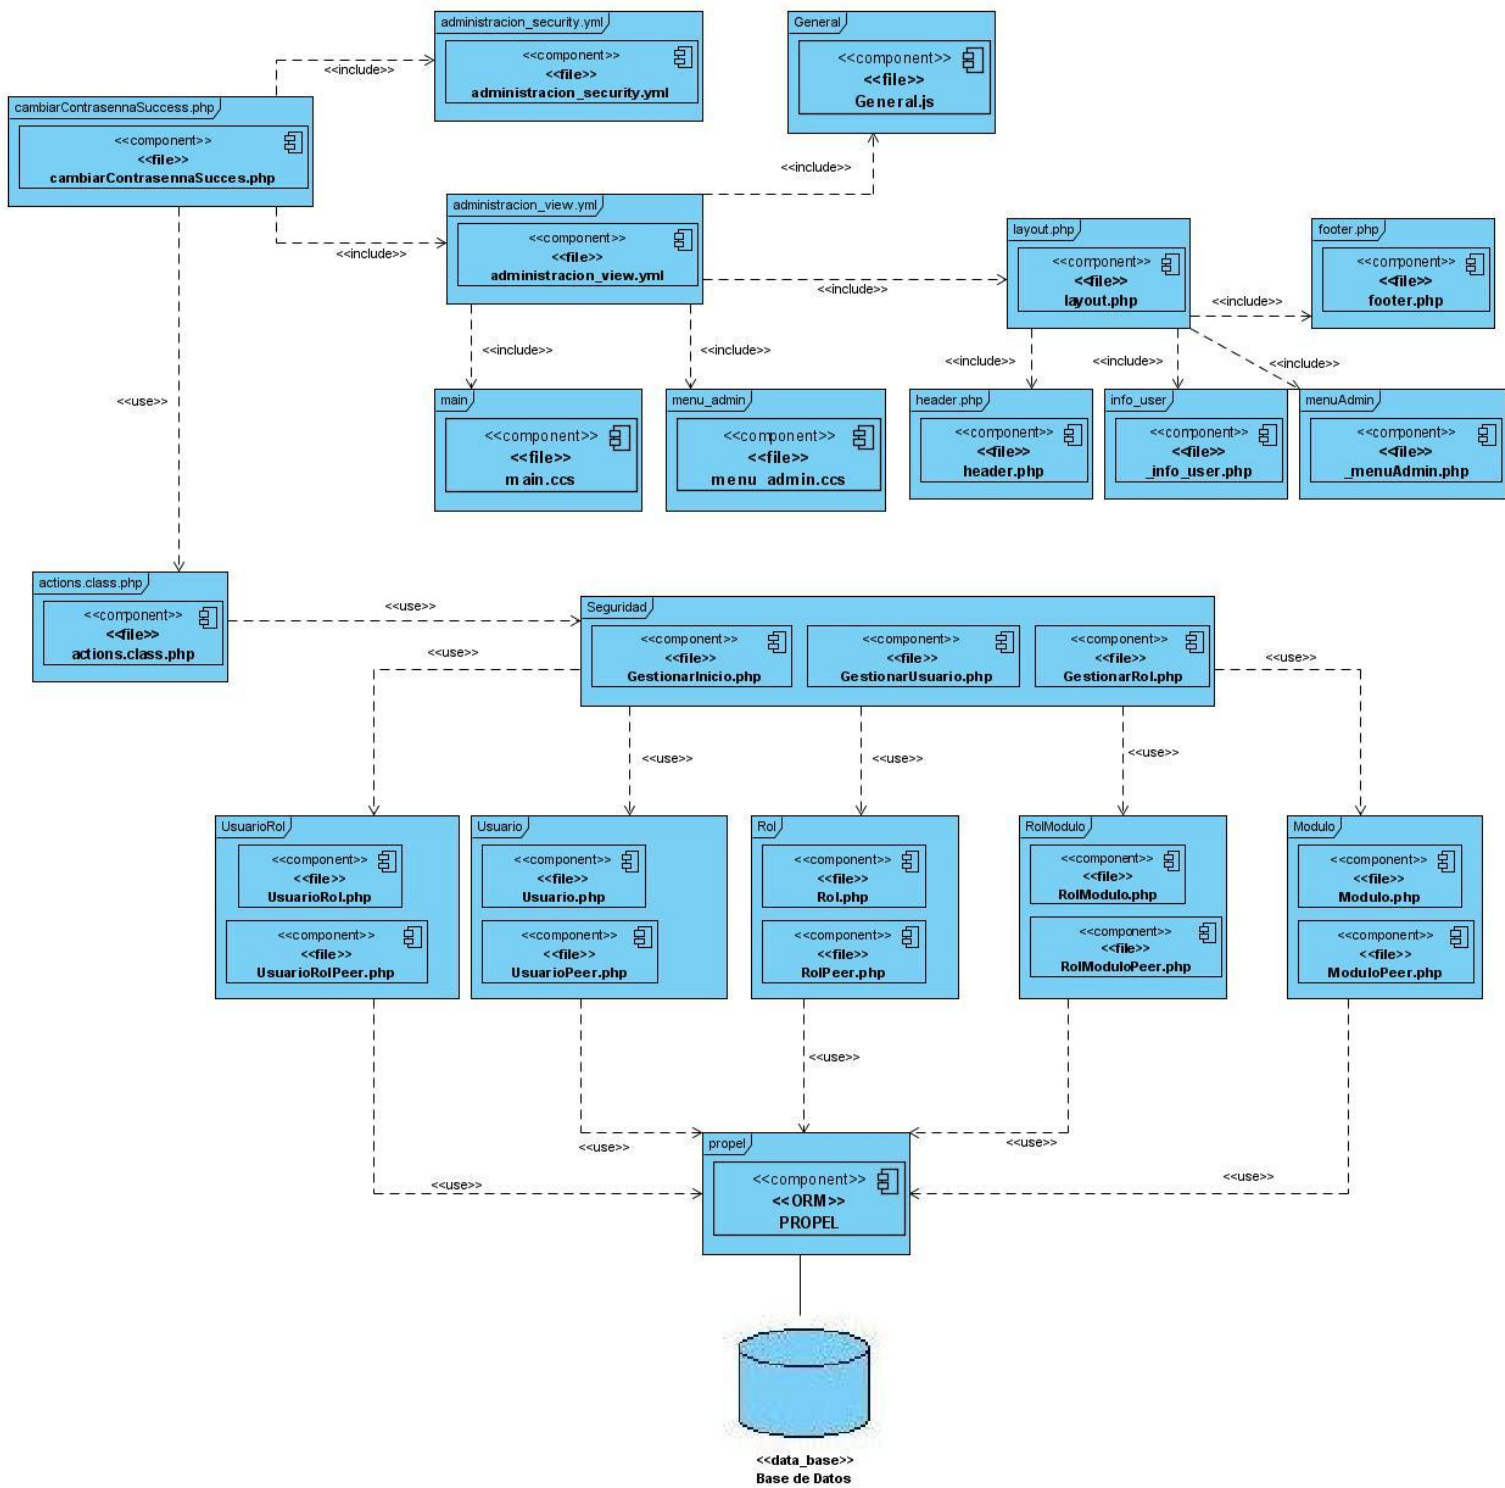 administracion_security.yml
<<component>>
<<file>>
administracion_security.yml
General
<<component>>
<<file>>
General.js
<<include>>
cambiarContrasennaSuccess.php
<<component>>
<<file>>
cambiarContrasennaSucces.php
<<include>>
<<include>>
administracion_view.yml
<<component>>
<<file>>
administracion_view.yml
<<include>>
layout.php
<<component>>
<<file>>
layout.php
<<include>>
footer.php
<<component>>
<<file>>
footer.php
<<include>>
<<include>>
<<include>>
<<include>>
<<include>>
<<use>>
main
<<component>>
<<file>>
main.ccs
menu_admin
<<component>>
<<file>>
menu_admin.ccs
header.php
<<component>>
<<file>>
header.php
info_user
<<component>>
<<file>>
_info_user.php
menuAdmin
<<component>>
<<file>>
_menuAdmin.php
actions.class.php
<<component>>
<<file>>
actions.class.php
<<use>>
Seguridad
<<component>>
<<file>>
GestionarInicio.php
<<component>>
<<file>>
GestionarUsuario.php
<<component>>
<<file>>
GestionarRol.php
<<use>>
<<use>>
<<use>>
<<use>>
<<use>>
UsuarioRol
<<component>>
<<file>>
UsuarioRol.php
<<component>>
<<file>>
UsuarioRolPeer.php
Usuario
<<component>>
<<file>>
Usuario.php
<<component>>
<<file>>
UsuarioPeer.php
Rol
<<component>>
<<file>>
Rol.php
<<component>>
<<file>>
RolPeer.php
RolModulo
<<component>>
<<file>>
RolModulo.php
<<component>>
<<file>>
RolModuloPeer.php
Modulo
<<component>>
<<file>>
Modulo.php
<<component>>
<<file>>
ModuloPeer.php
<<use>>
<<use>>
<<use>>
<<use>>
<<use>>
propel
<<component>>
<<ORM>>
PROPEL
<<data_base>>
Base de Datos